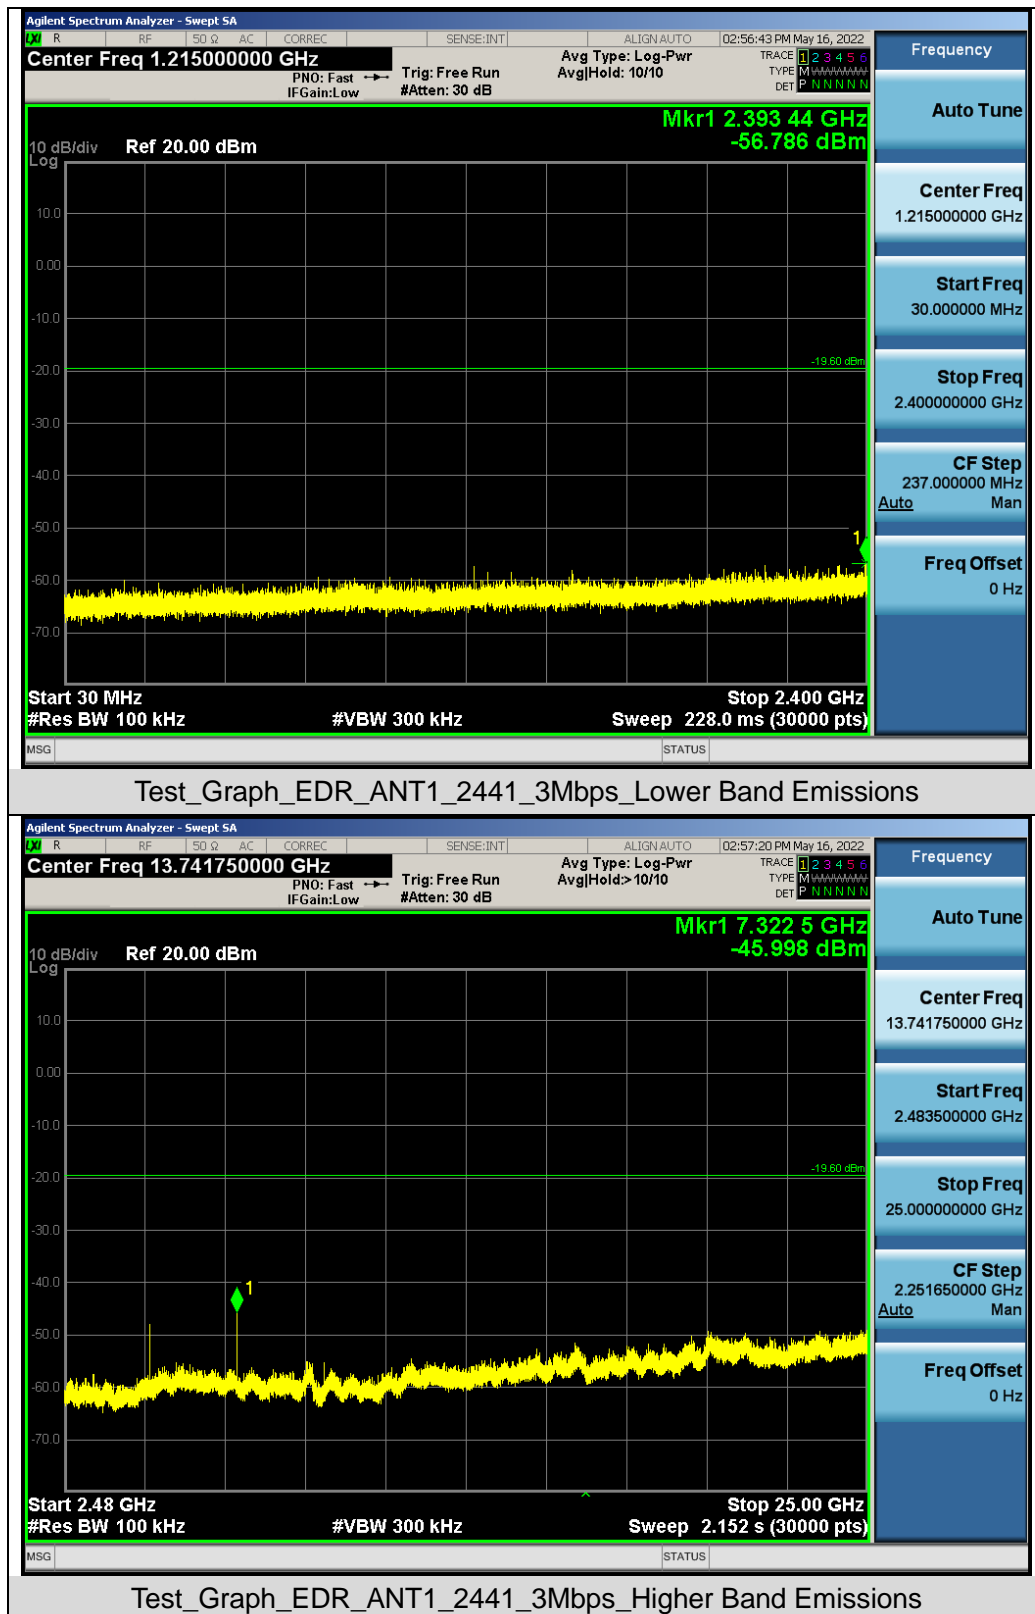 Agilent Spectrum Analyzer - Swept SA
LXI R RF 50 Ω AC CORREC SENSE:INT ALIGN AUTO 02:56:43 PM May 16, 2022
Center Freq 1.215000000 GHz
PNO: Fast
IFGain:Low
Trig: Free Run
#Atten: 30 dB
Avg Type: Log-Pwr
Avg|Hold: 10/10
TRACE 1 2 3 4 5 6
TYPE M WWWWW
DET P N N N N N
Mkr1 2.393 44 GHz
-56.786 dBm
10 dB/div Ref 20.00 dBm
Log
10.0
0.00
-10.0
-19.60 dBm
-20.0
-30.0
-40.0
-50.0
1
-60.0
-70.0
Start 30 MHz Stop 2.400 GHz
#Res BW 100 kHz #VBW 300 kHz Sweep 228.0 ms (30000 pts)
MSG STATUS
Frequency
Auto Tune
Center Freq
1.215000000 GHz
Start Freq
30.000000 MHz
Stop Freq
2.400000000 GHz
CF Step
237.000000 MHz
Auto Man
Freq Offset
0 Hz
Test_Graph_EDR_ANT1_2441_3Mbps_Lower Band Emissions
Agilent Spectrum Analyzer - Swept SA
LXI R RF 50 Ω AC CORREC SENSE:INT ALIGN AUTO 02:57:20 PM May 16, 2022
Center Freq 13.741750000 GHz
PNO: Fast
IFGain:Low
Trig: Free Run
#Atten: 30 dB
Avg Type: Log-Pwr
Avg|Hold:> 10/10
TRACE 1 2 3 4 5 6
TYPE M WWWWW
DET P N N N N N
Mkr1 7.322 5 GHz
-45.998 dBm
10 dB/div Ref 20.00 dBm
Log
10.0
0.00
-10.0
-19.60 dBm
-20.0
-30.0
-40.0
1
-50.0
-60.0
-70.0
Start 2.48 GHz Stop 25.00 GHz
#Res BW 100 kHz #VBW 300 kHz Sweep 2.152 s (30000 pts)
MSG STATUS
Frequency
Auto Tune
Center Freq
13.741750000 GHz
Start Freq
2.483500000 GHz
Stop Freq
25.000000000 GHz
CF Step
2.251650000 GHz
Auto Man
Freq Offset
0 Hz
Test_Graph_EDR_ANT1_2441_3Mbps_Higher Band Emissions